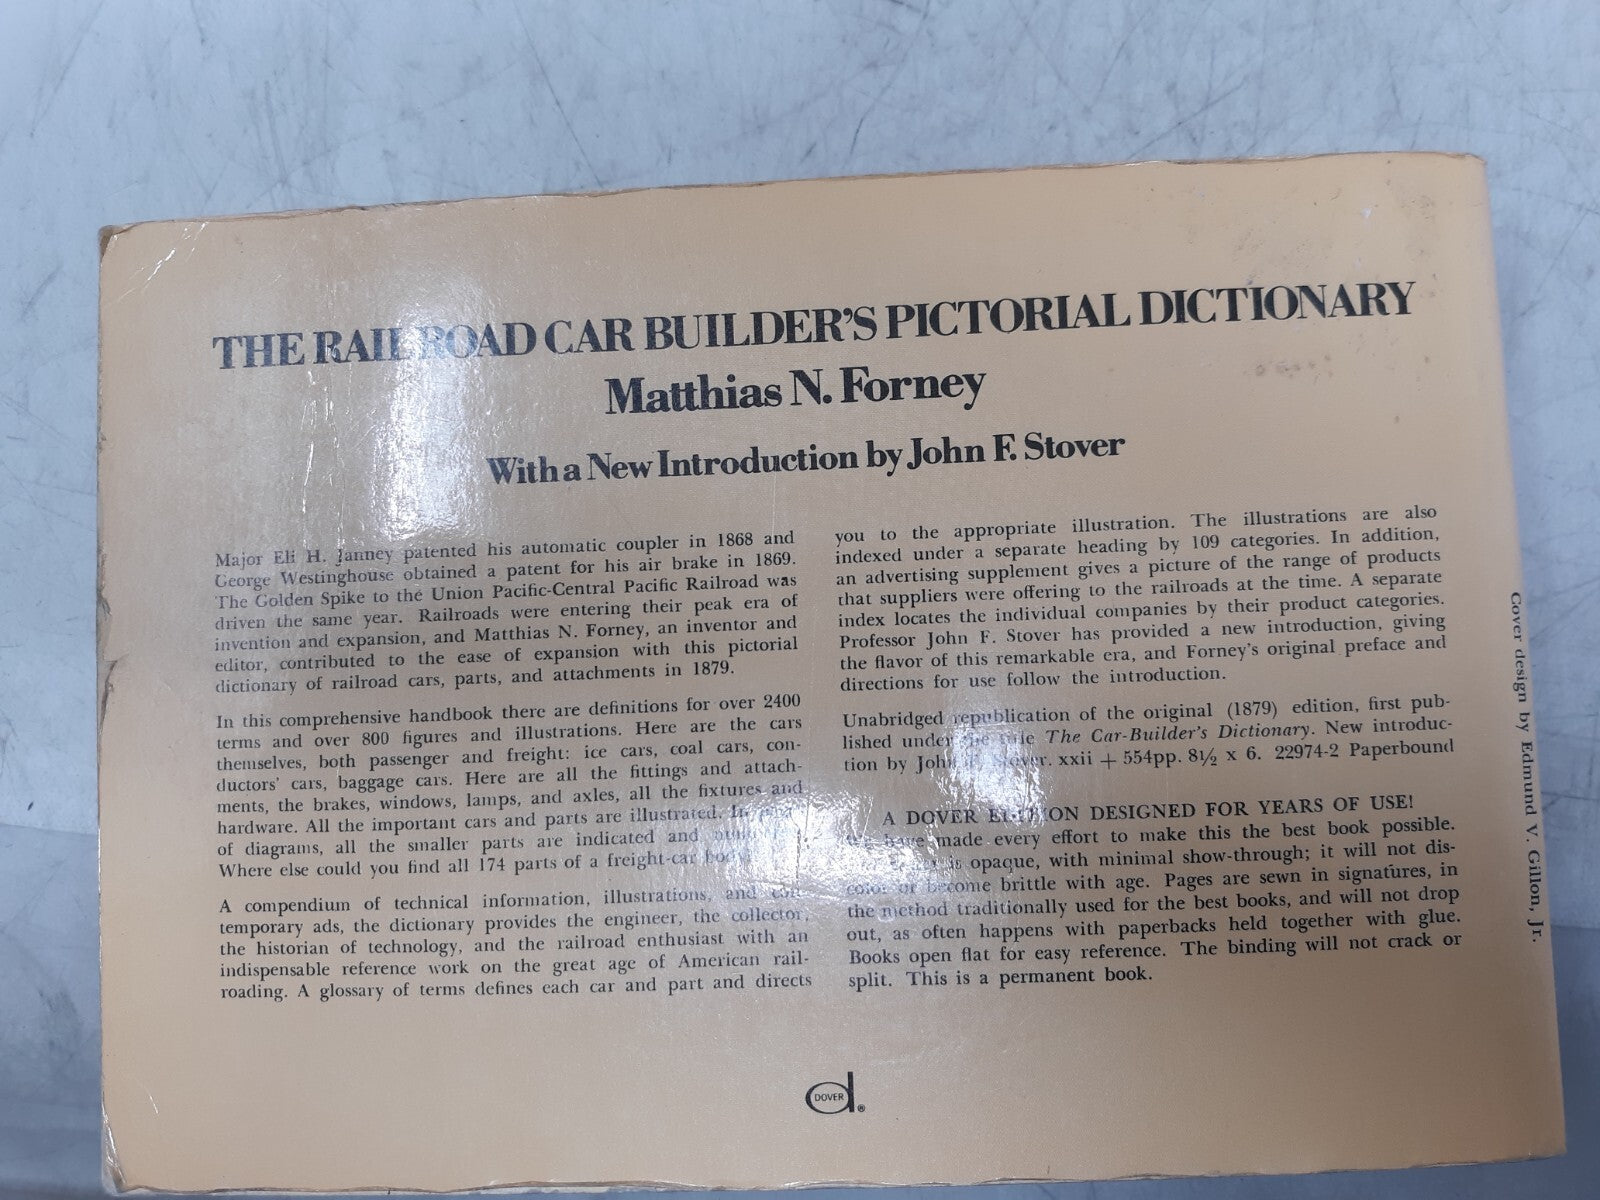 THE RAILROAD CAR BUILDER'S PICTORIAL DICTIONARY
Matthias N. Forney
With a New Introduction by John F. Stover
Major Eli H. Janney patented his automatic coupler in 1868 and
George Westinghouse obtained a patent for his air brake in 1869.
The Golden Spike to the Union Pacific-Central Pacific Railroad was
driven the same year. Railroads were entering their peak era of
invention and expansion, and Matthias N. Forney, an inventor and
editor, contributed to the ease of expansion with this pictorial
dictionary of railroad cars, parts, and attachments in 1879.
In this comprehensive handbook there are definitions for over 2400
terms and over 800 figures and illustrations. Here are the cars
themselves, both passenger and freight: ice cars, coal cars, con-
ductors' cars, baggage cars. Here are all the fittings and attach-
ments, the brakes, windows, lamps, and axles, all the fixtures and
hardware. All the important cars and parts are illustrated. In
of diagrams, all the smaller parts are indicated and
Where else could you find all 174 parts of a freight-car body
A compendium of technical information, illustrations, and con-
temporary ads, the dictionary provides the engineer, the collector,
the historian of technology, and the railroad enthusiast with an
indispensable reference work on the great age of American rail-
roading. A glossary of terms defines each car and part and directs
you to the appropriate illustration. The illustrations are also
indexed under a separate heading by 109 categories. In addition,
an advertising supplement gives a picture of the range of products
that suppliers were offering to the railroads at the time. A separate
index locates the individual companies by their product categories.
Professor John F. Stover has provided a new introduction, giving
the flavor of this remarkable era, and Forney's original preface and
directions for use follow the introduction.
Unabridged republication of the original (1879) edition, first pub-
lished under the title The Car-Builder's Dictionary. New introduc-
tion by John F. Stover. xxii + 554pp. 8½ x 6. 22974-2 Paperbound
A DOVER EDITION DESIGNED FOR YEARS OF USE!
We have made every effort to make this the best book possible.
is opaque, with minimal show-through; it will not dis-
color or become brittle with age. Pages are sewn in signatures, in
the method traditionally used for the best books, and will not drop
out, as often happens with paperbacks held together with glue.
Books open flat for easy reference. The binding will not crack or
split. This is a permanent book.
DOVER
d®
Cover design by Edmund V. Gillon, Jr.